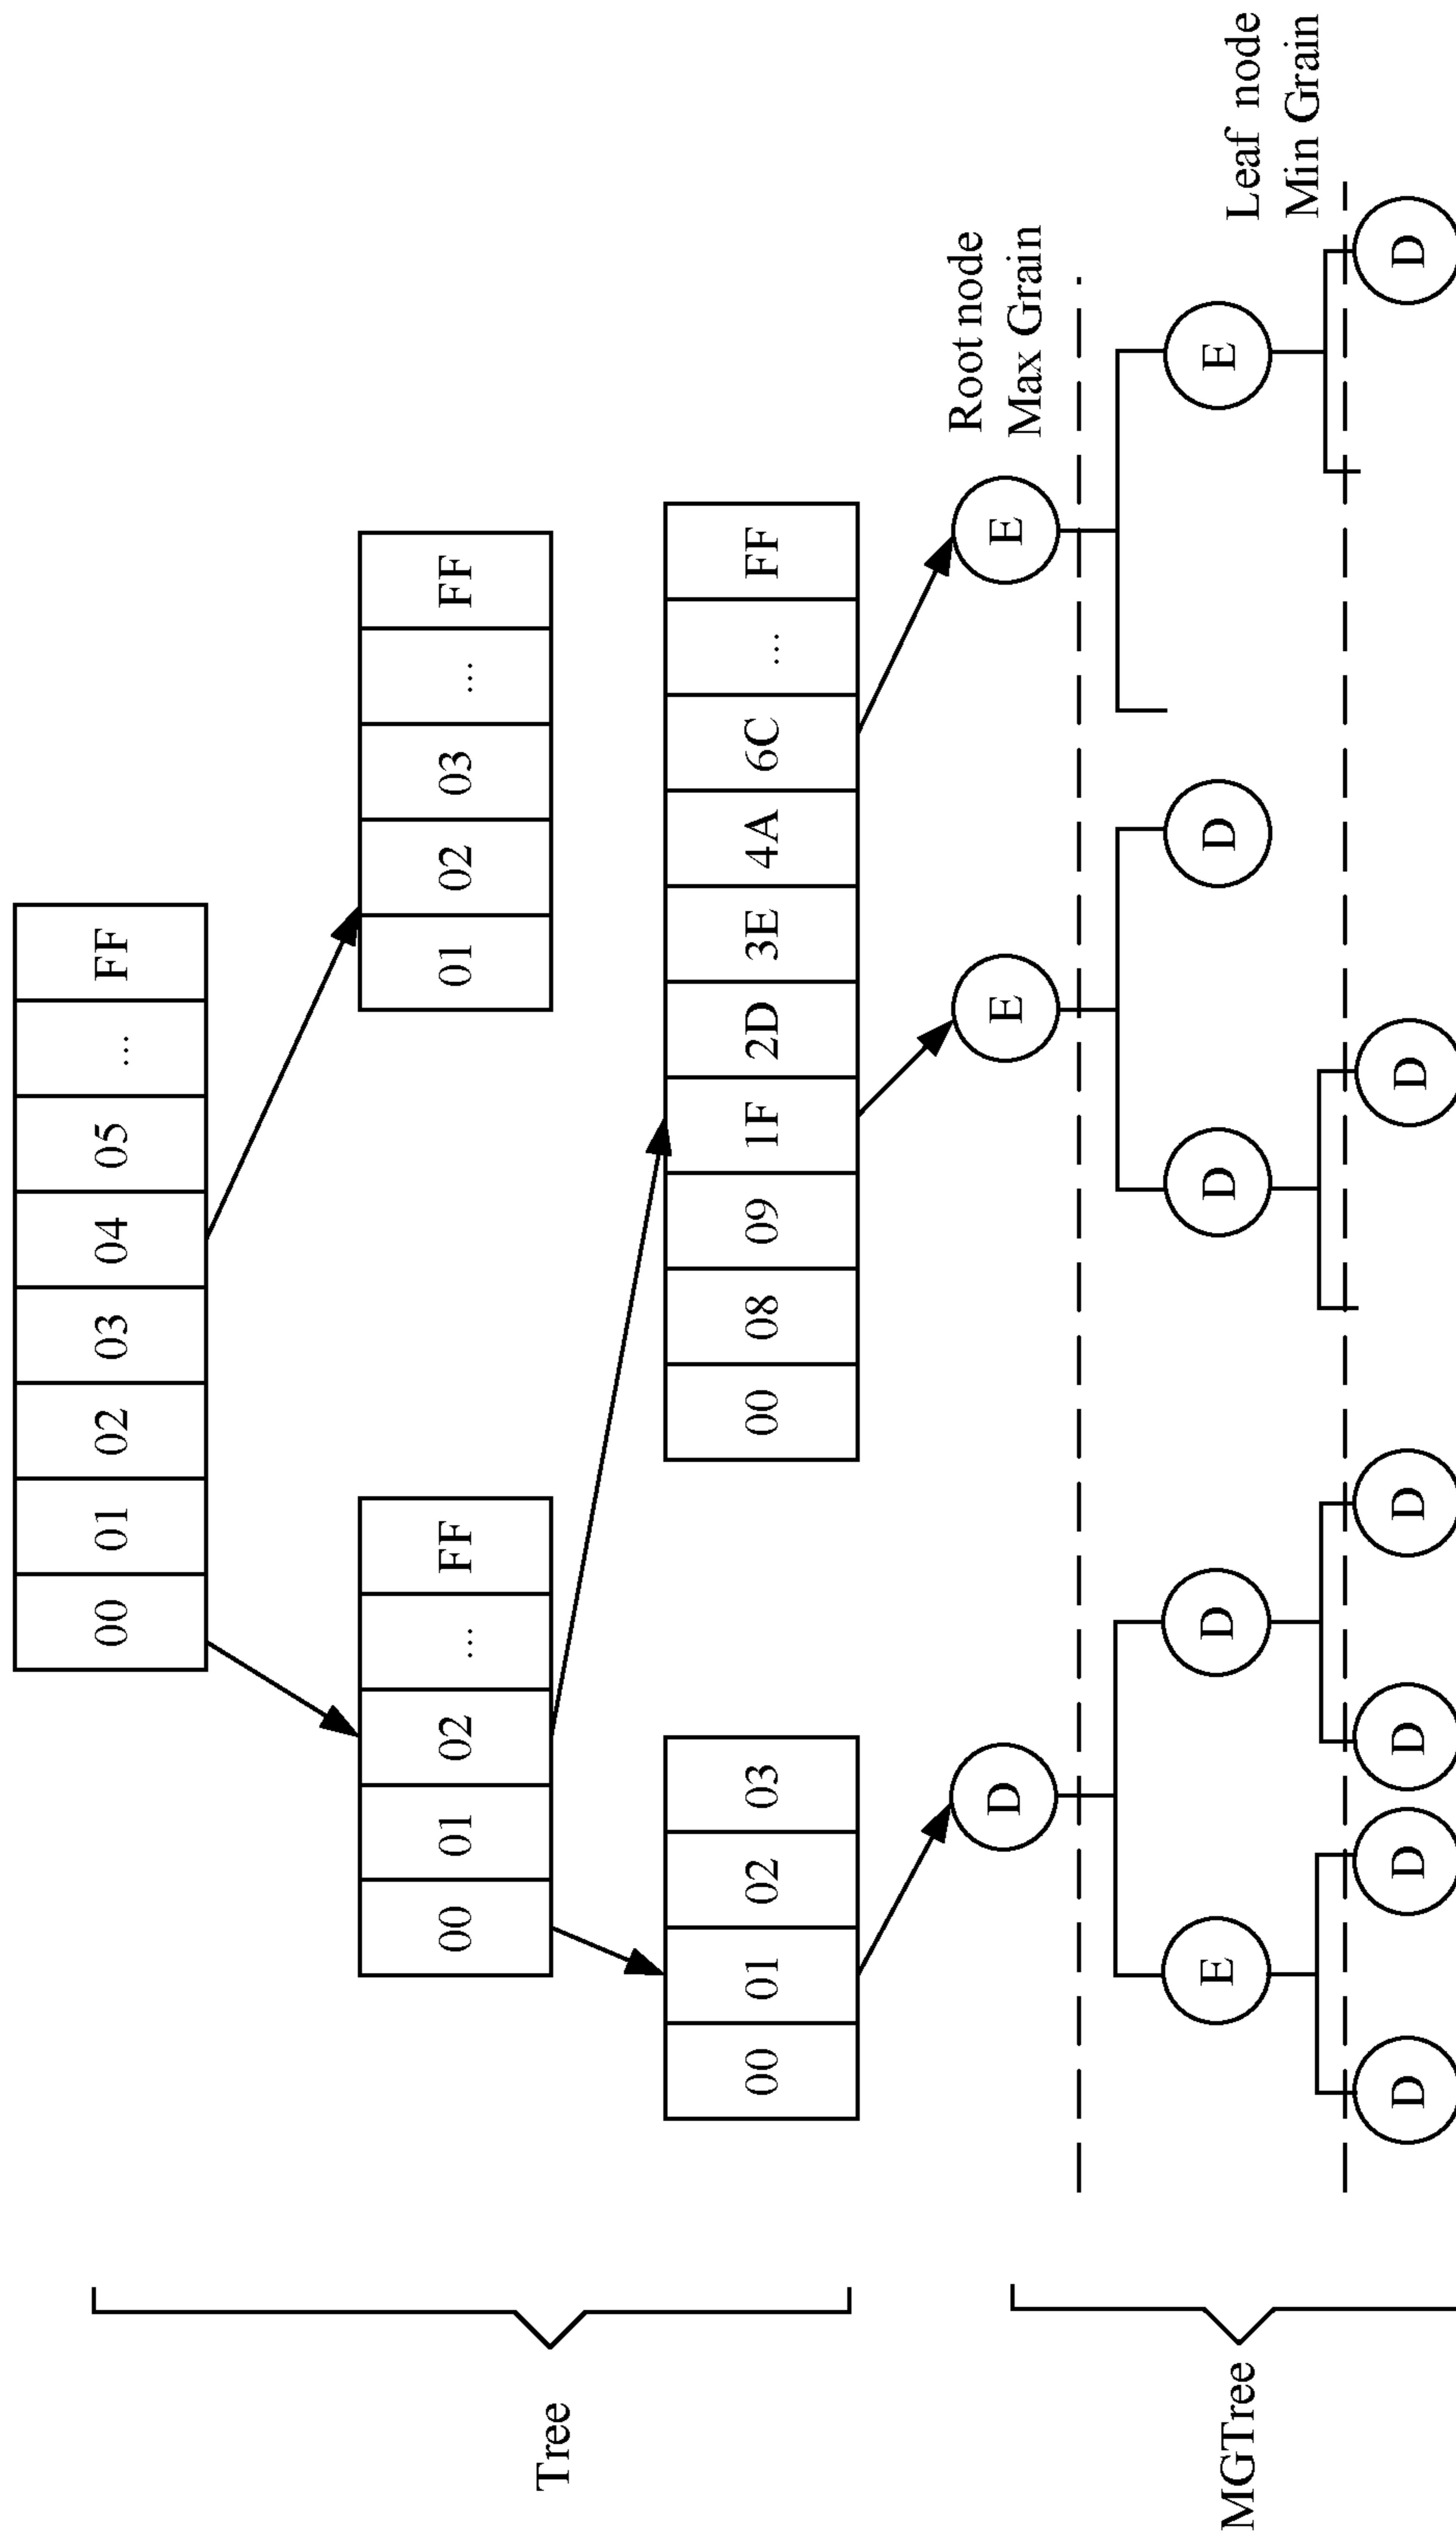 00 01 02 03 04 05 ... FF
00 01 02 ... FF
01 02 03 ... FF
Tree
00 01 02 03
00 08 09 1F 2D 3E 4A 6C ... FF
D E E
Root node
Max Grain
MGTree
E D D D E
Leaf node
Min Grain
D D D D D D